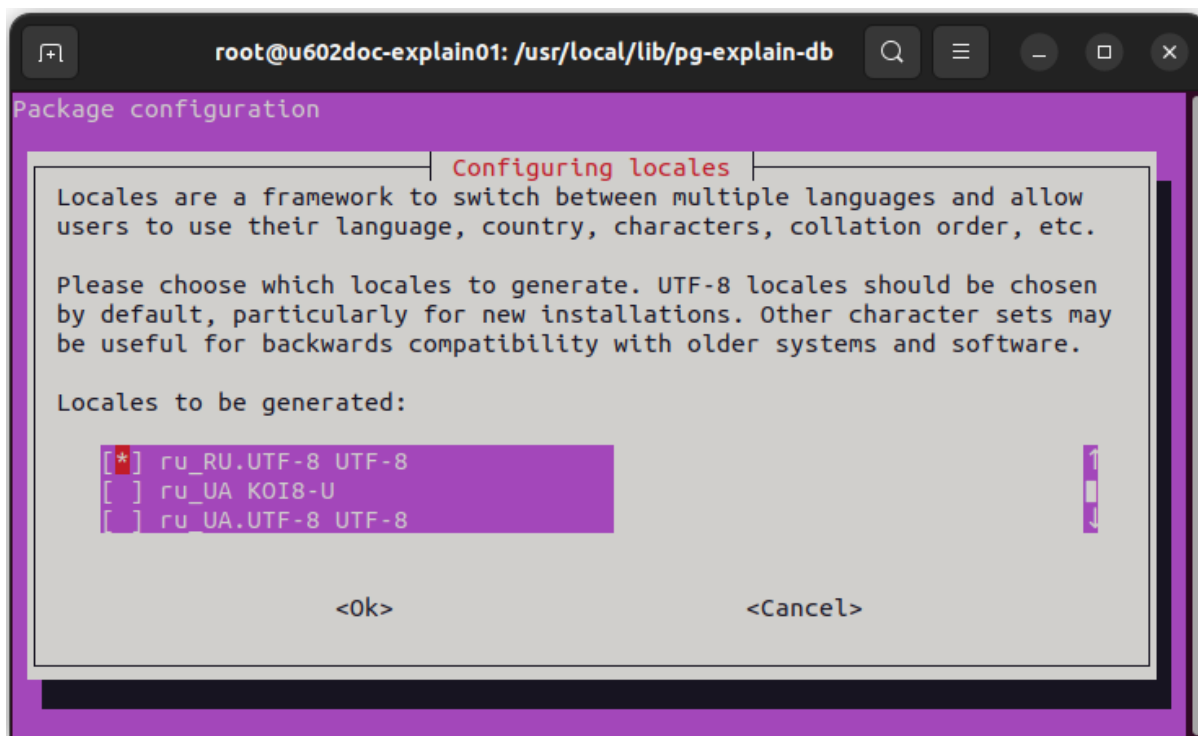 root@u602doc-explain01: /usr/local/lib/pg-explain-db
Package configuration
Configuring locales
Locales are a framework to switch between multiple languages and allow
users to use their language, country, characters, collation order, etc.
Please choose which locales to generate. UTF-8 locales should be chosen
by default, particularly for new installations. Other character sets may
be useful for backwards compatibility with older systems and software.
Locales to be generated:
[*] ru_RU.UTF-8 UTF-8
[ ] ru_UA KOI8-U
[ ] ru_UA.UTF-8 UTF-8
<Ok> <Cancel>